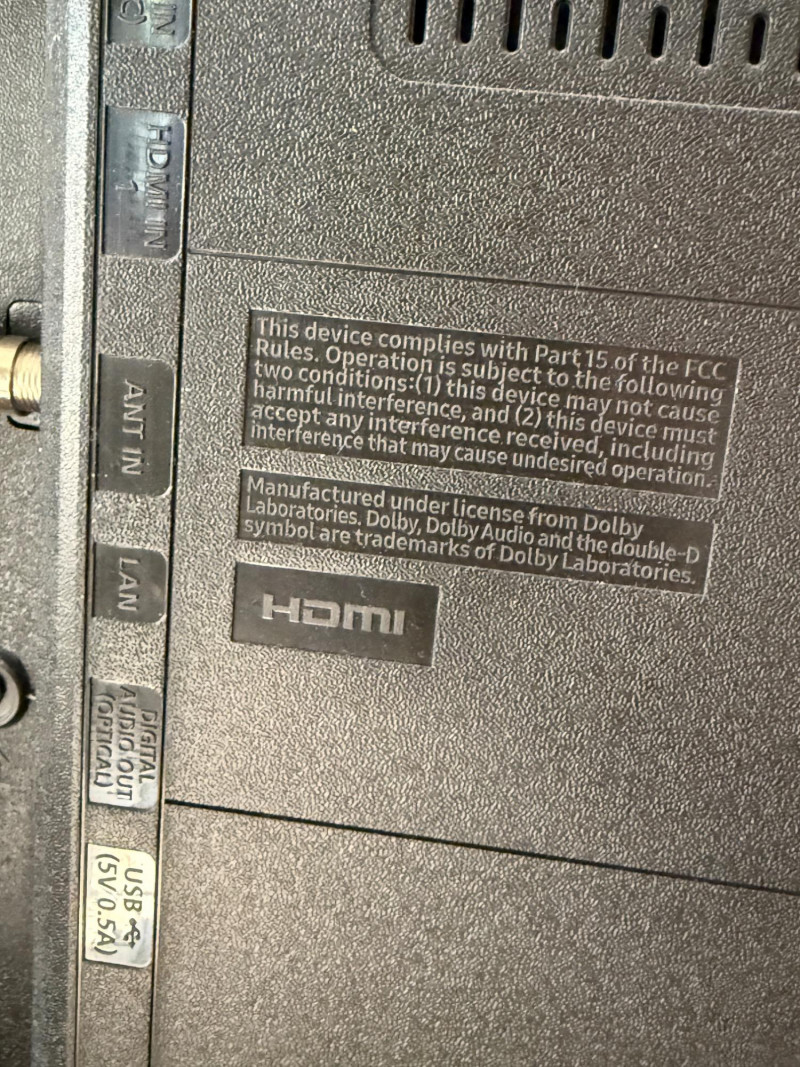 IN
C)
HDMI IN
1
ANT IN
LAN
DIGITAL
AUDIO OUT
(OPTICAL)
USB
(5V 0.5A)
This device complies with Part 15 of the FCC
Rules. Operation is subject to the following
two conditions:(1) this device may not cause
harmful interference, and (2) this device must
accept any interference received, including
interference that may cause undesired operation.
Manufactured under license from Dolby
Laboratories. Dolby, Dolby Audio and the double-D
symbol are trademarks of Dolby Laboratories.
HDMI